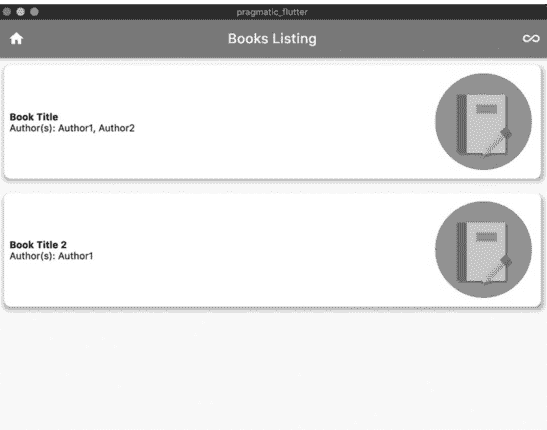 pragmatic_flutter
Books Listing
Book Title
Author(s): Author1, Author2
Book Title 2
Author(s): Author1